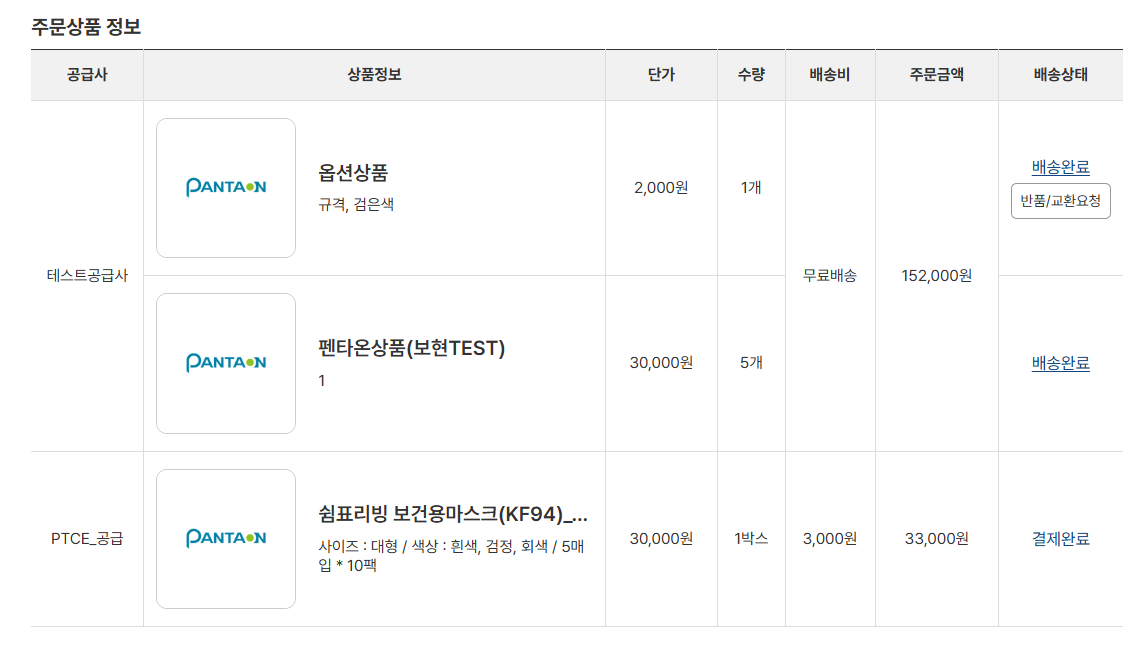 주문상품 정보
공급사 상품정보 단가 수량 배송비 주문금액 배송상태
테스트공급사
PANTAON
옵션상품
규격, 검은색
2,000원
1개
무료배송
152,000원
배송완료
반품/교환요청
PANTAON
펜타온상품(보현TEST)
1
30,000원
5개
배송완료
PTCE_공급
PANTAON
쉼표리빙 보건용마스크(KF94)_...
사이즈 : 대형 / 색상 : 흰색, 검정, 회색 / 5매
입 * 10팩
30,000원
1박스
3,000원
33,000원
결제완료